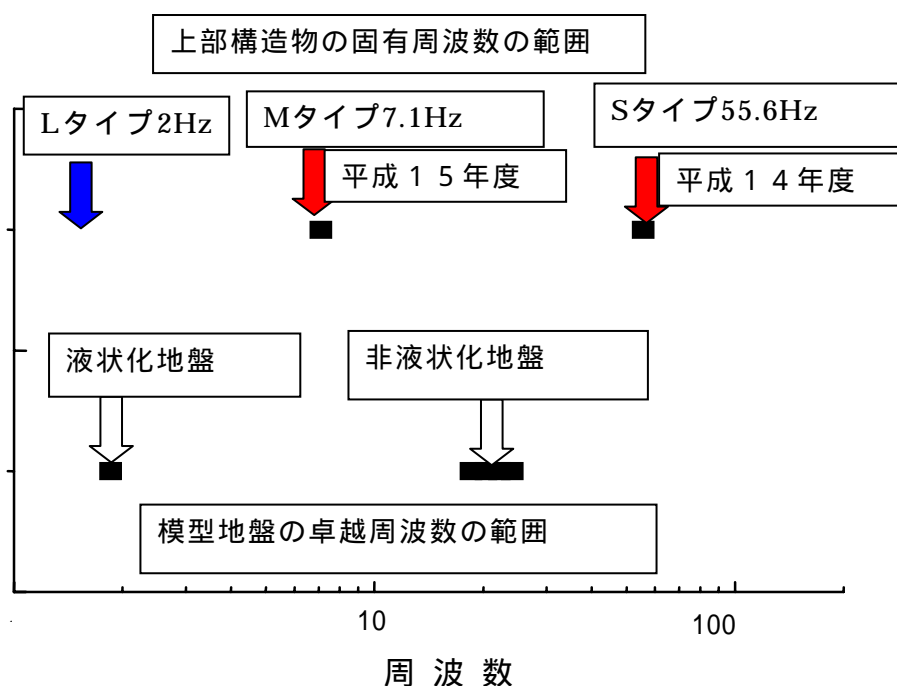 上部構造物の固有周波数の範囲
Lタイプ2Hz
Mタイプ7.1Hz
Sタイプ55.6Hz
平成１５年度
平成１４年度
液状化地盤
非液状化地盤
模型地盤の卓越周波数の範囲
10
100
周 波 数